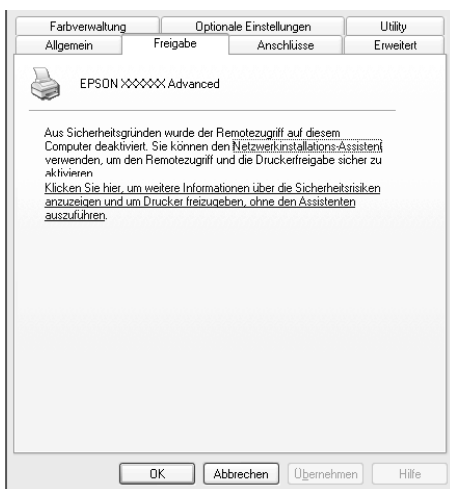 Farbverwaltung Optionale Einstellungen Utility
Allgemein Freigabe Anschlüsse Erweitert
EPSON XXXXXX Advanced
Aus Sicherheitsgründen wurde der Remotezugriff auf diesem
Computer deaktiviert. Sie können den Netzwerkinstallations-Assistent
verwenden, um den Remotezugriff und die Druckerfreigabe sicher zu
aktivieren
Klicken Sie hier, um weitere Informationen über die Sicherheitsrisiken
anzuzeigen und um Drucker freizugeben, ohne den Assistenten
auszuführen.
OK Abbrechen Übernehmen Hilfe